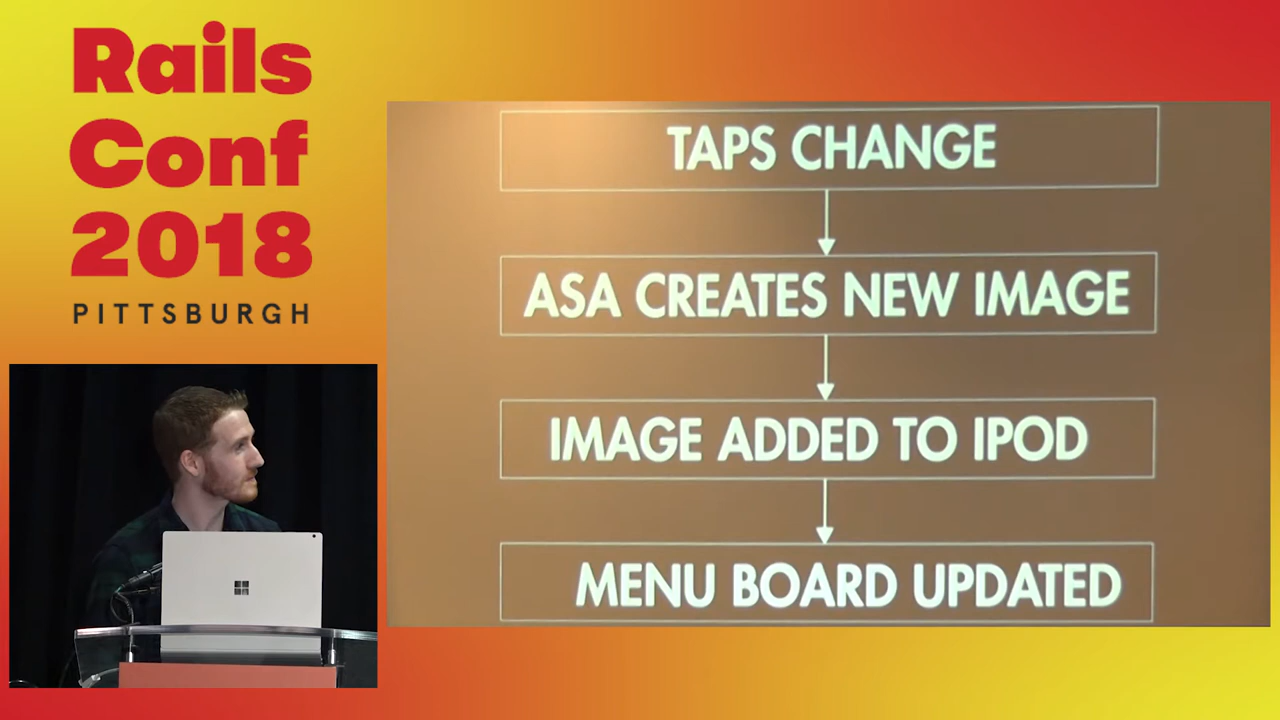 Rails
Conf
2018
PITTSBURGH
TAPS CHANGE
ASA CREATES NEW IMAGE
IMAGE ADDED TO IPOD
MENU BOARD UPDATED